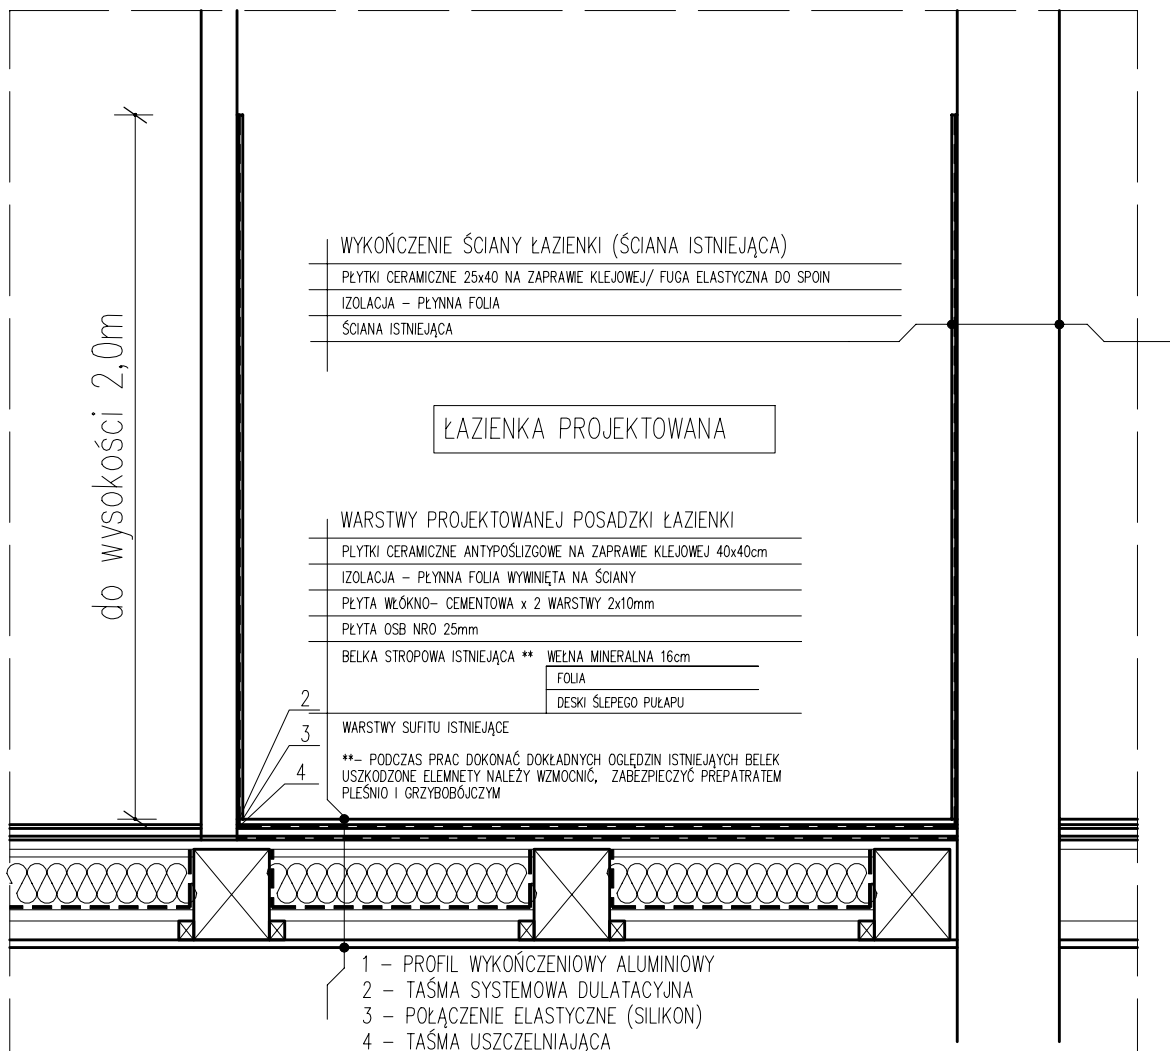 WYKOŃCZENIE ŚCIANY ŁAZIENKI (ŚCIANA ISTNIEJĄCA)
PŁYTKI CERAMICZNE 25x40 NA ZAPRAWIE KLEJOWEJ/ FUGA ELASTYCZNA DO SPOIN
IZOLACJA – PŁYNNA FOLIA
ŚCIANA ISTNIEJĄCA
do wysokości 2,0m
ŁAZIENKA PROJEKTOWANA
WARSTWY PROJEKTOWANEJ POSADZKI ŁAZIENKI
PLYTKI CERAMICZNE ANTYPOŚLIZGOWE NA ZAPRAWIE KLEJOWEJ 40x40cm
IZOLACJA – PŁYNNA FOLIA WYWINIĘTA NA ŚCIANY
PŁYTA WŁÓKNO– CEMENTOWA x 2 WARSTWY 2x10mm
PŁYTA OSB NRO 25mm
BELKA STROPOWA ISTNIEJĄCA ** WEŁNA MINERALNA 16cm
FOLIA
DESKI ŚLEPEGO PUŁAPU
2
WARSTWY SUFITU ISTNIEJĄCE
3
**– PODCZAS PRAC DOKONAĆ DOKŁADNYCH OGLĘDZIN ISTNIEJĄYCH BELEK
4
USZKODZONE ELEMNETY NALEŻY WZMOCNIĆ, ZABEZPIECZYĆ PREPATRATEM
PLEŚNIO I GRZYBOBÓJCZYM
1 – PROFIL WYKOŃCZENIOWY ALUMINIOWY
2 – TAŚMA SYSTEMOWA DULATACYJNA
3 – POŁĄCZENIE ELASTYCZNE (SILIKON)
4 – TAŚMA USZCZELNIAJĄCA